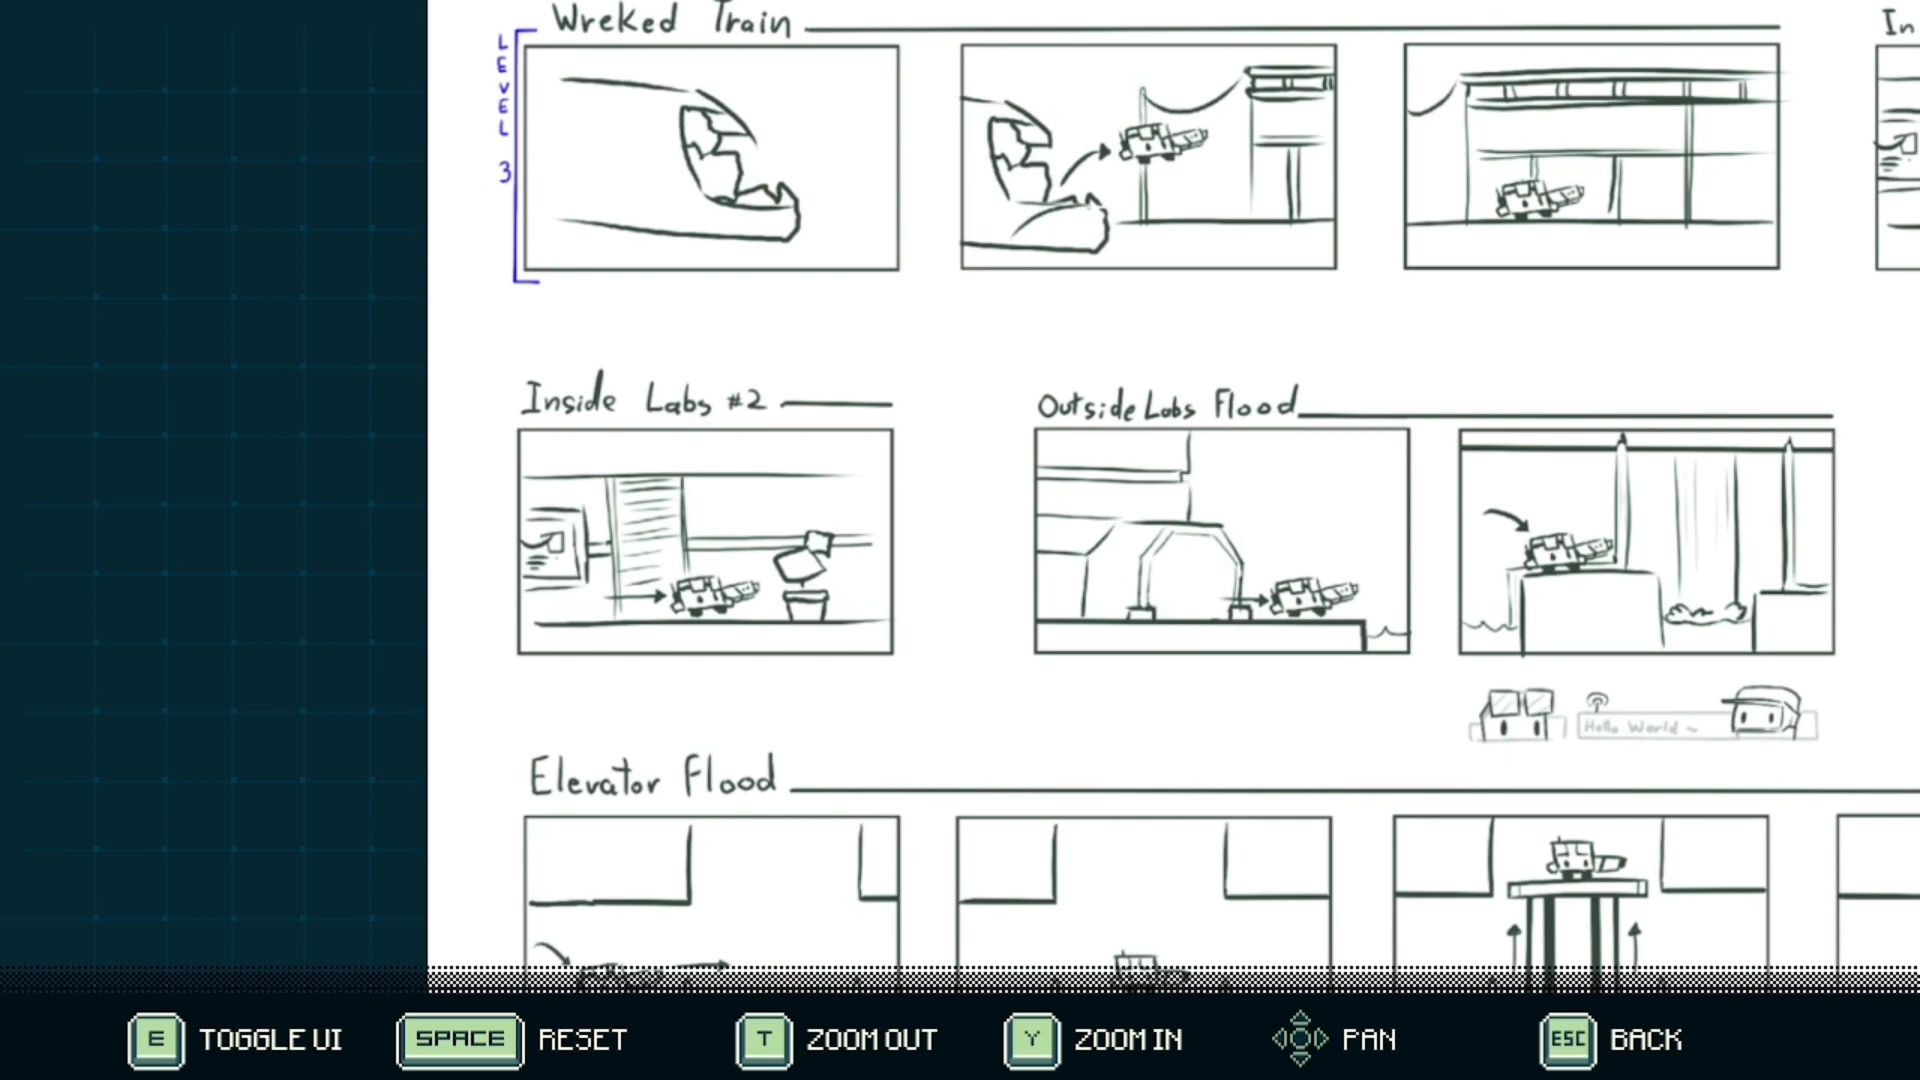 Wreked Train
In
LEVEL 3
Inside Labs #2
Outside Labs Flood
Hello World ~
Elevator Flood
E TOGGLE UI SPACE RESET T ZOOM OUT Y ZOOM IN PAN ESC BACK